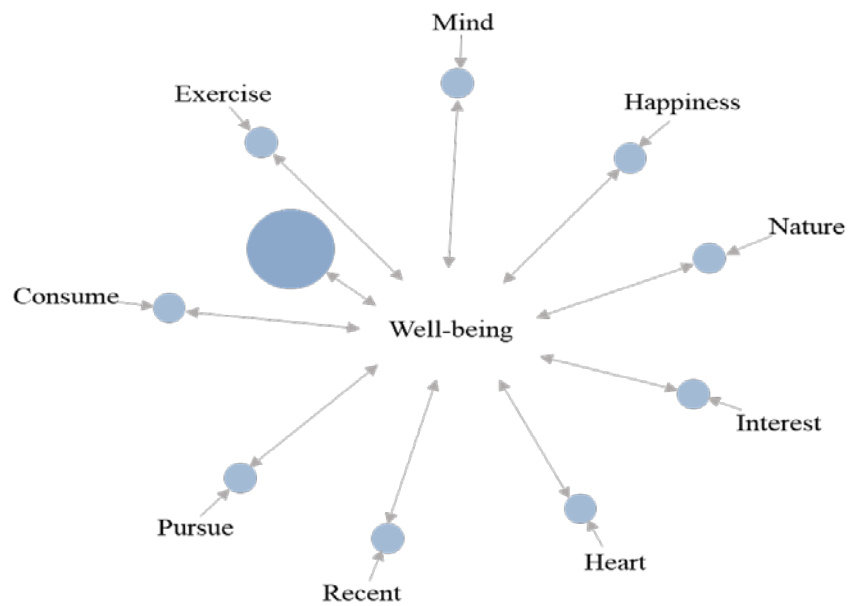 Mind
Exercise
Happiness
Nature
Consume
Well-being
Interest
Pursue
Heart
Recent